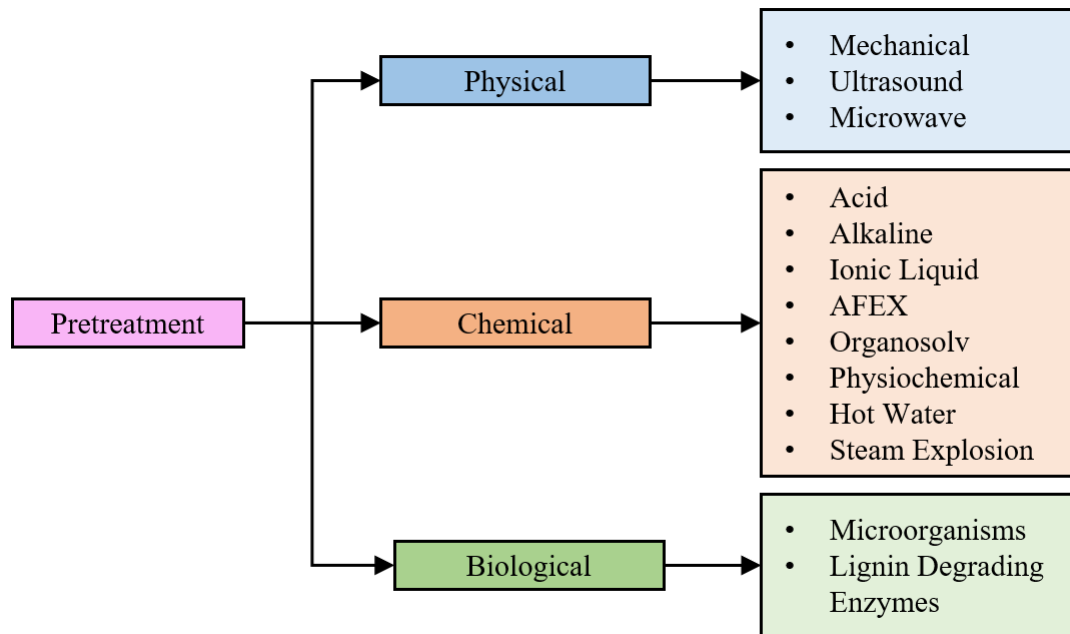 Pretreatment
Physical
• Mechanical
• Ultrasound
• Microwave
Chemical
• Acid
• Alkaline
• Ionic Liquid
• AFEX
• Organosolv
• Physiochemical
• Hot Water
• Steam Explosion
Biological
• Microorganisms
• Lignin Degrading
Enzymes